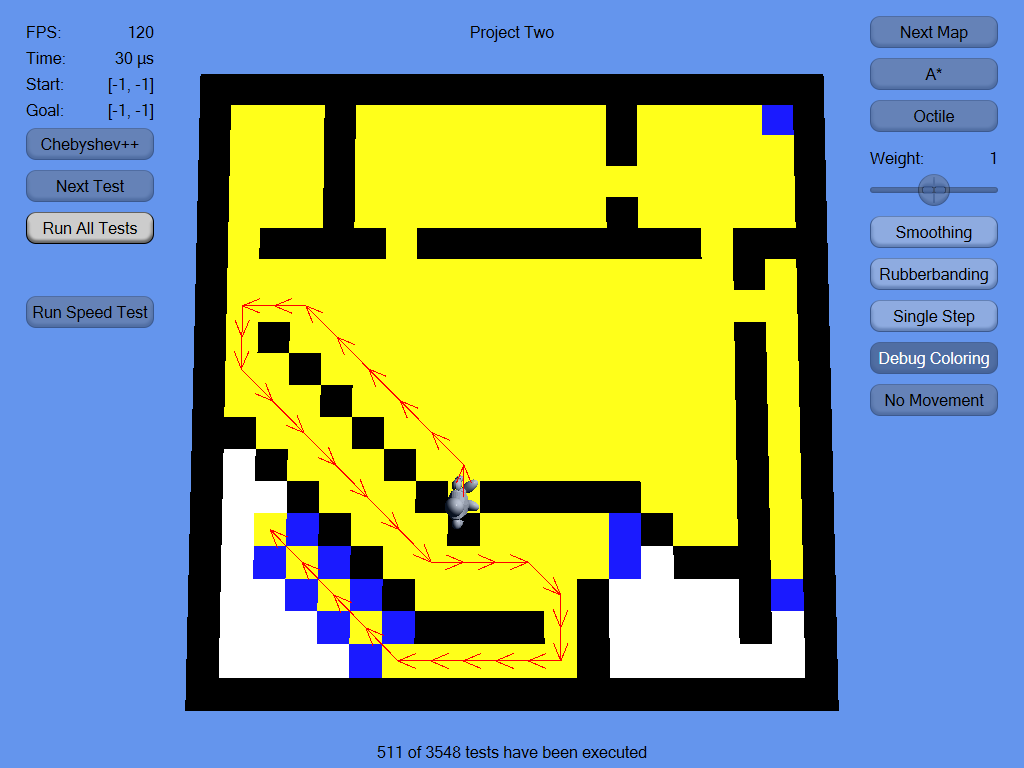 FPS: 120
Time: 30 µs
Start: [-1, -1]
Goal: [-1, -1]
Chebyshev++
Next Test
Run All Tests
Run Speed Test
Project Two
Next Map
A*
Octile
Weight: 1
Smoothing
Rubberbanding
Single Step
Debug Coloring
No Movement
511 of 3548 tests have been executed